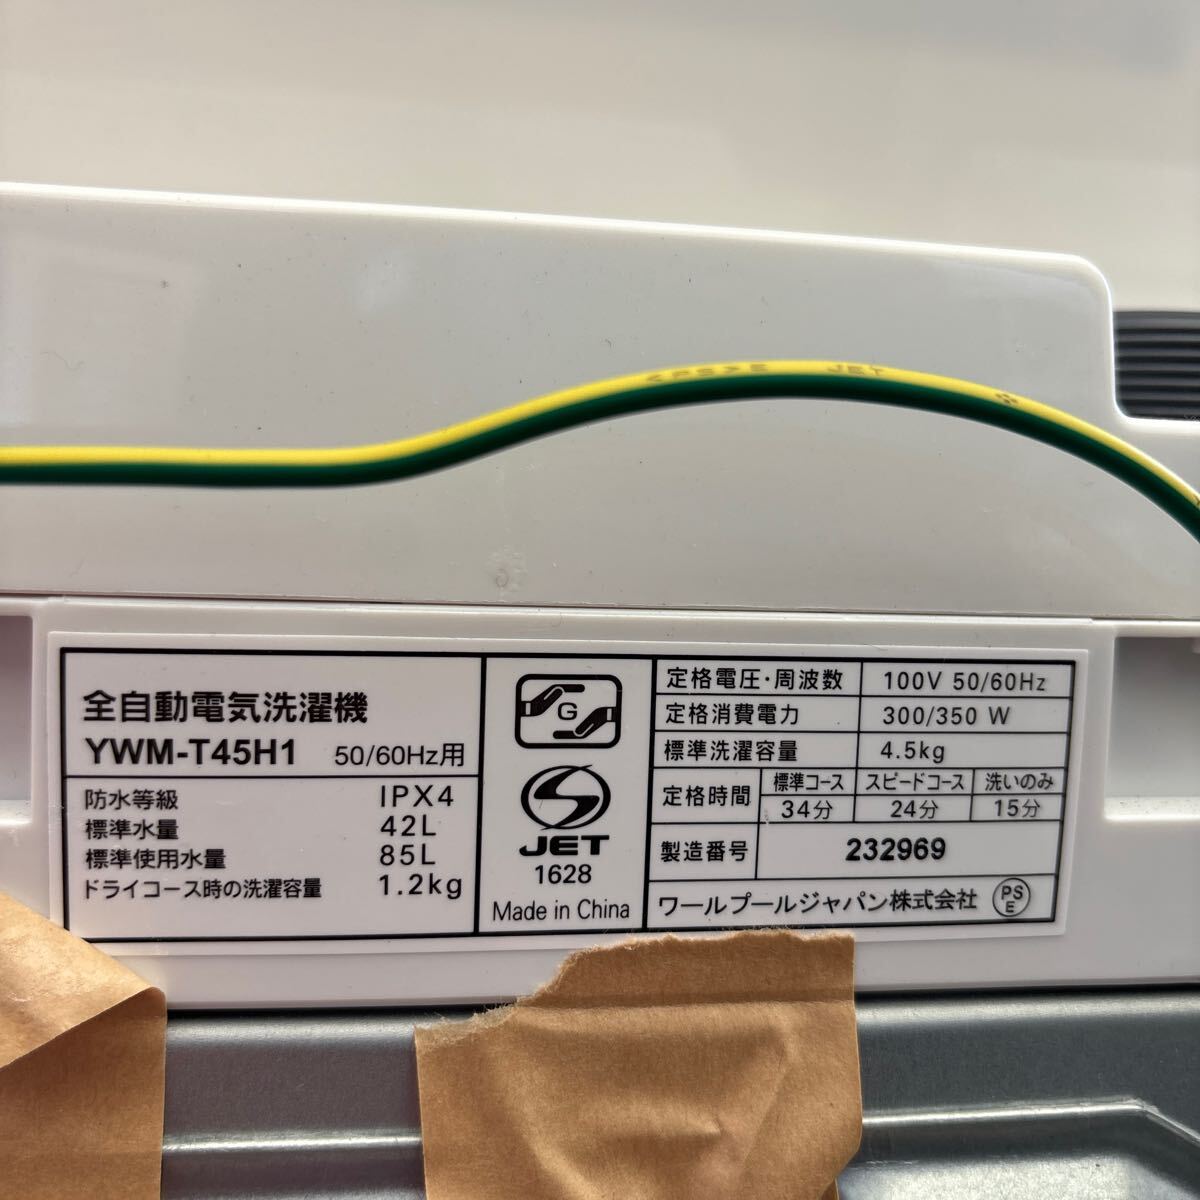 <PS>E JET
全自動電気洗濯機
YWM-T45H1 50/60Hz用
防水等級 IPX4
標準水量 42L
標準使用水量 85L
ドライコース時の洗濯容量 1.2kg
G
S
JET
1628
Made in China
定格電圧・周波数 100V 50/60Hz
定格消費電力 300/350 W
標準洗濯容量 4.5kg
定格時間 標準コース スピードコース 洗いのみ
34分 24分 15分
製造番号 232969
ワールプールジャパン株式会社 PSE